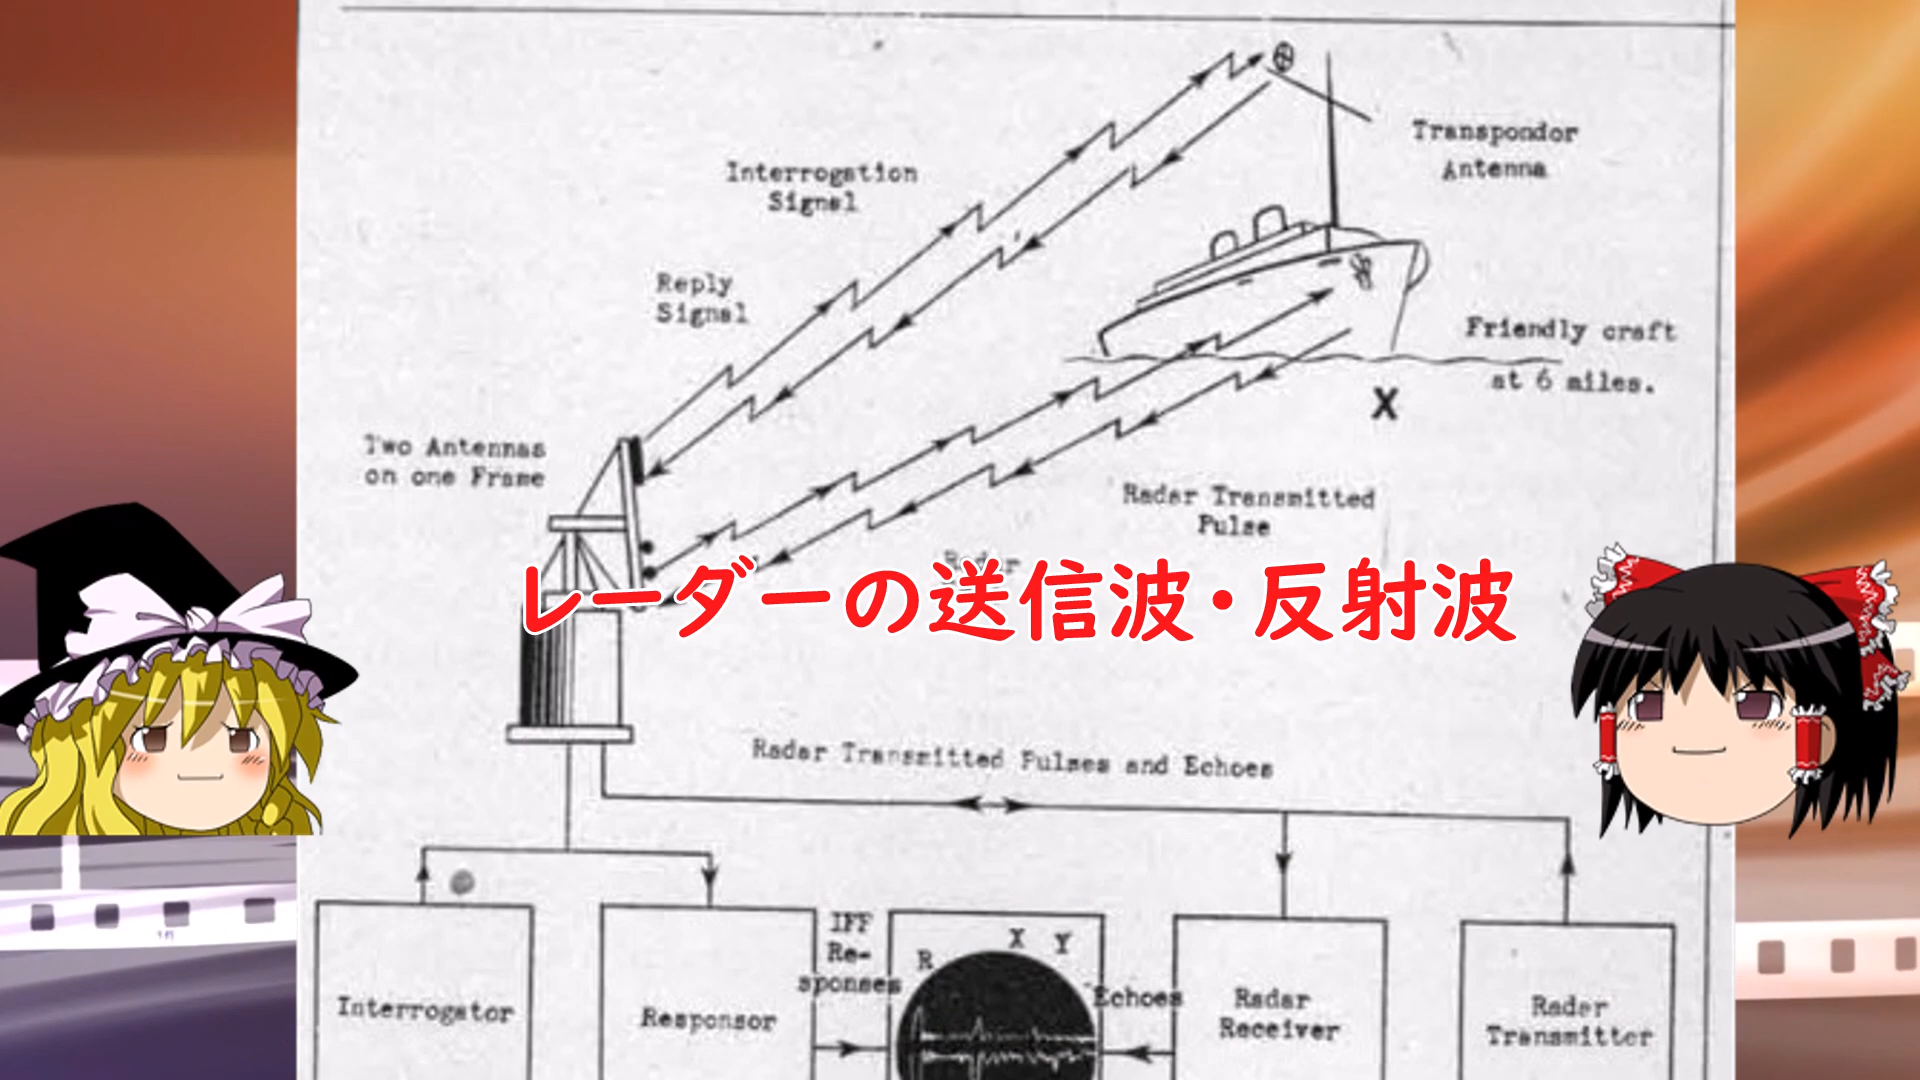 Transpondor
Antenna
Interrogation
Signal
Reply
Signal
Friendly craft
at 6 miles.
X
Two Antennas
on one Frame
Radar Transmitted
Pulse
Radar
レーダーの送信波・反射波
Radar Transmitted Pulses and Echoes
IFF
Re-
sponses
X Y
R
Echoes
Interrogator
Responsor
Radar
Receiver
Radar
Transmitter